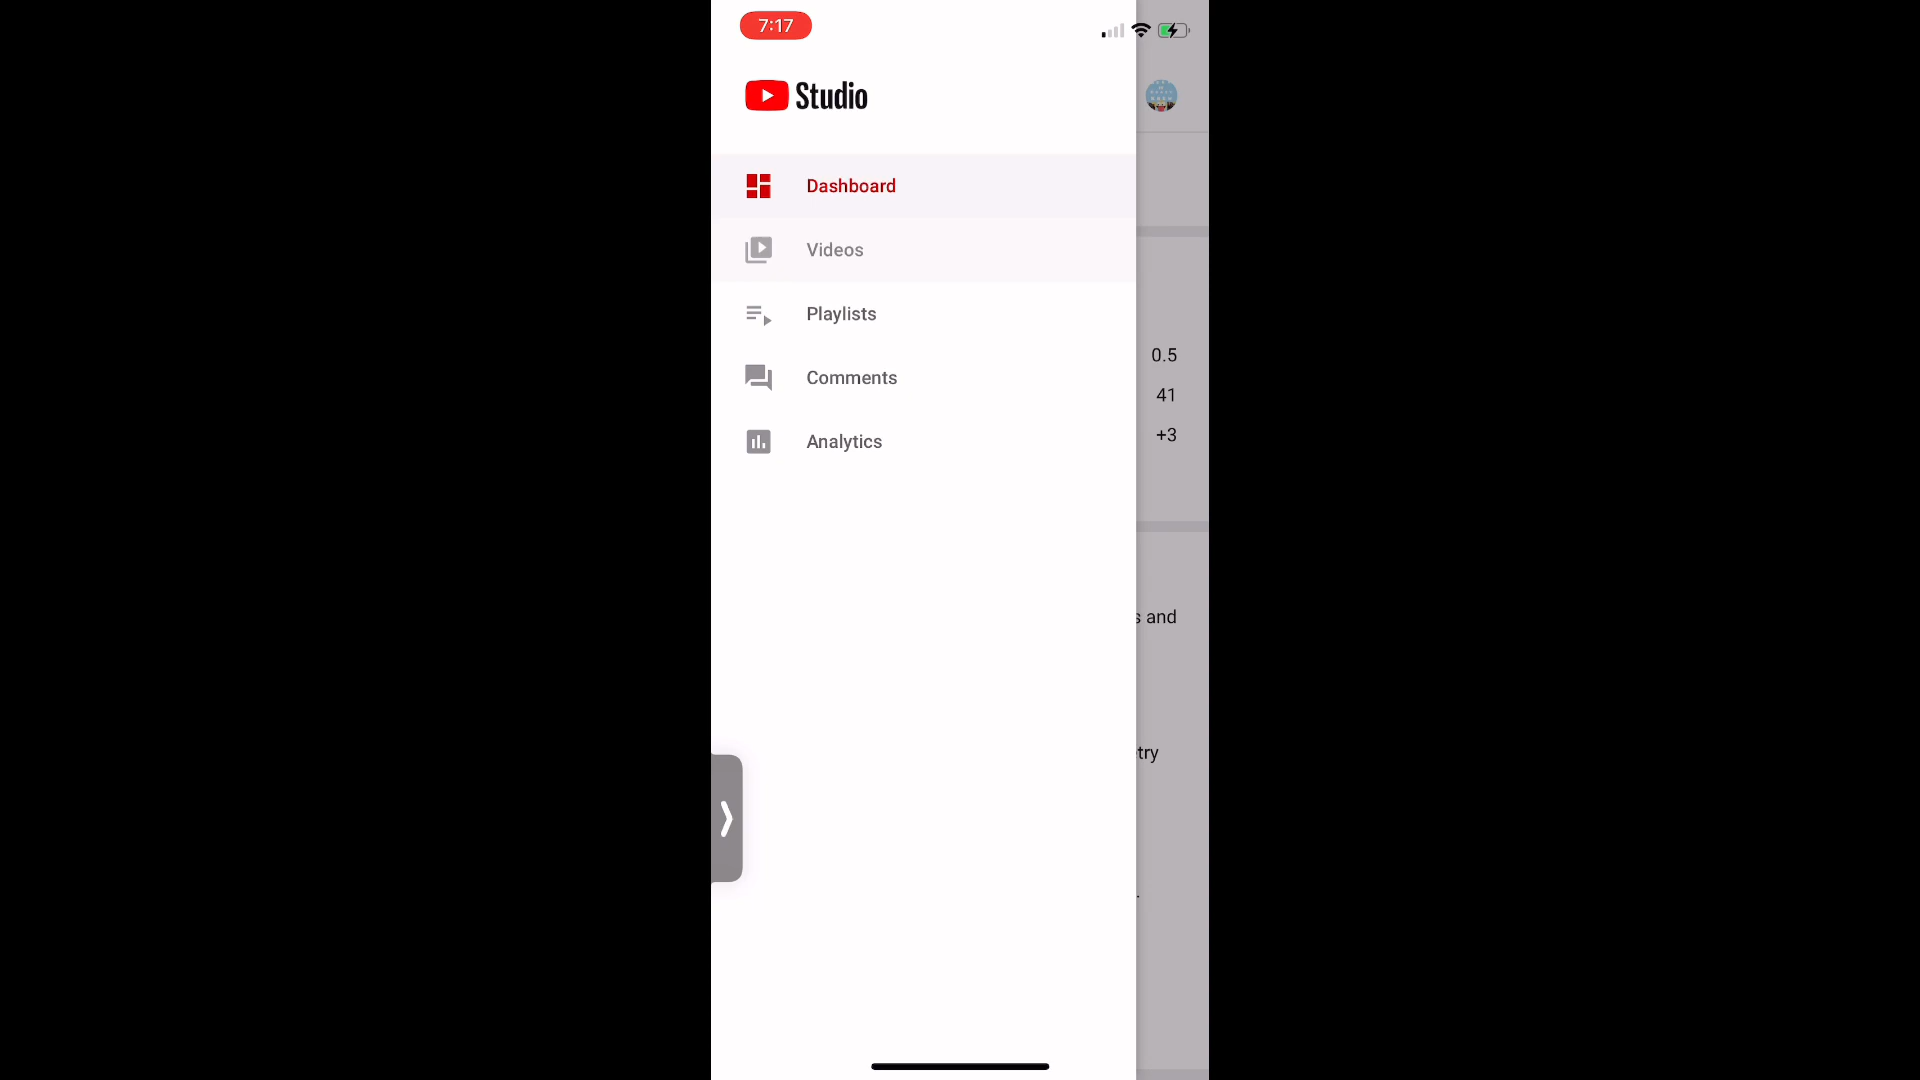 7:17
Studio
Dashboard
Videos
Playlists
Comments
Analytics
0.5
41
+3
s and
try